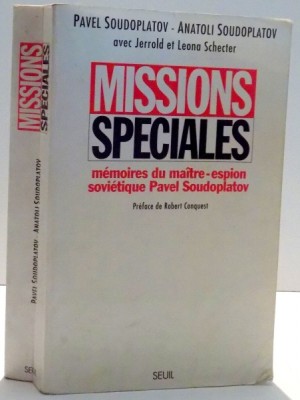 PAVEL SOUDOPLATOV - ANATOLI SOUDOPLATOV
avec Jerrold et Leona Schecter
MISSIONS
SPECIALES
mémoires du maître-espion
soviétique Pavel Soudoplatov
Préface de Robert Conquest
SEUIL
MISSIONS
SPECIALES
PAVEL SOUDOPLATOV - ANATOLI SOUDOPLATOV
SEUIL